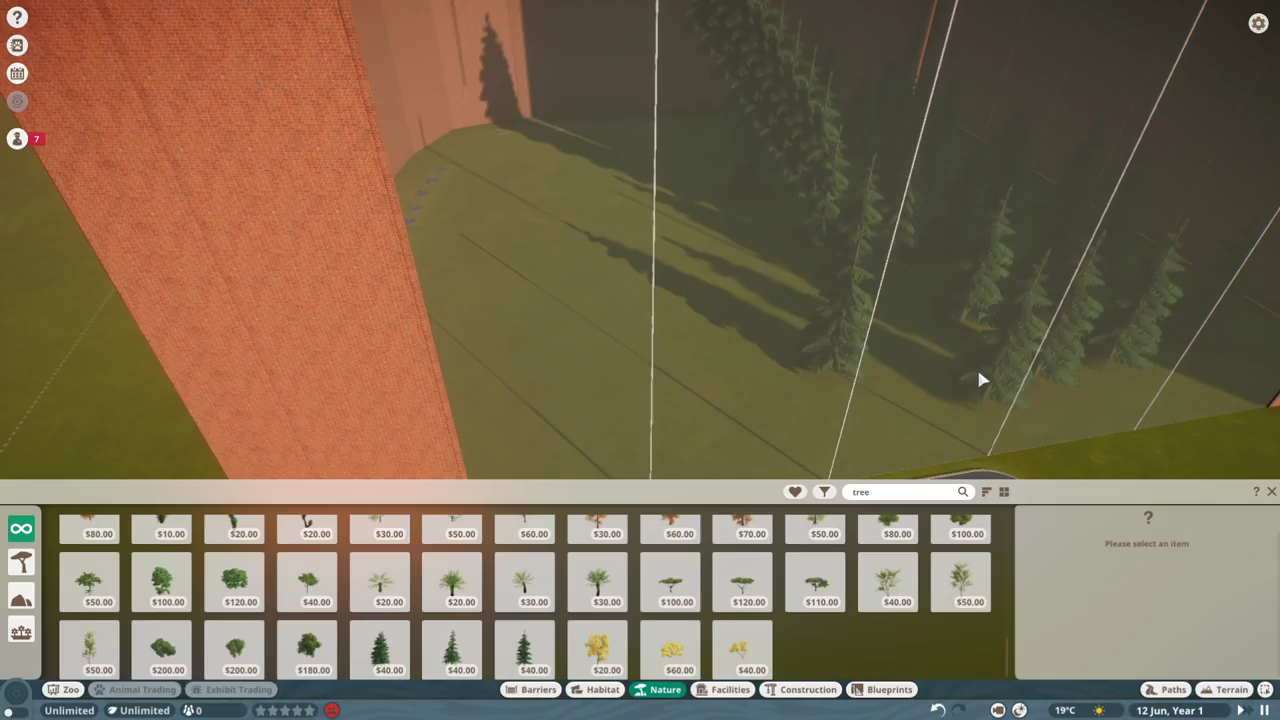 7
tree
Please select an item
$80.00 $10.00 $20.00 $20.00 $30.00 $50.00 $60.00 $30.00 $60.00 $70.00 $50.00 $80.00 $100.00
$50.00 $100.00 $120.00 $40.00 $20.00 $20.00 $30.00 $30.00 $100.00 $120.00 $110.00 $40.00 $50.00
$50.00 $200.00 $200.00 $180.00 $40.00 $40.00 $40.00 $20.00 $60.00 $40.00
Zoo Animal Trading Exhibit Trading Barriers Habitat Nature Facilities Construction Blueprints Paths Terrain
Unlimited Unlimited 0 19°C 12 Jun, Year 1